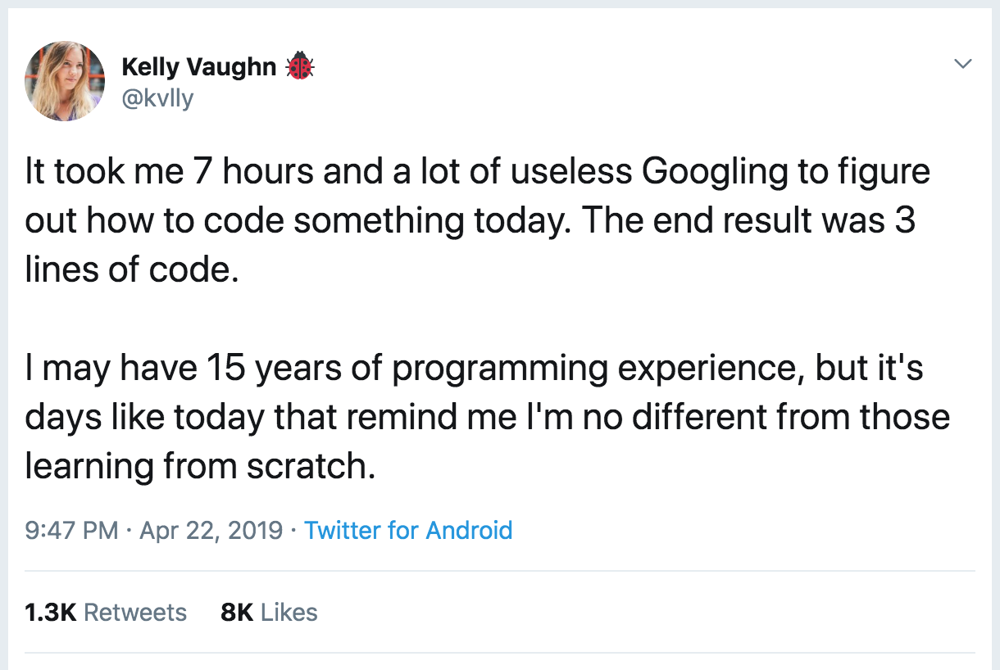 Kelly Vaughn 🐞
@kvlly
It took me 7 hours and a lot of useless Googling to figure
out how to code something today. The end result was 3
lines of code.
I may have 15 years of programming experience, but it's
days like today that remind me I'm no different from those
learning from scratch.
9:47 PM · Apr 22, 2019 · Twitter for Android
1.3K Retweets 8K Likes